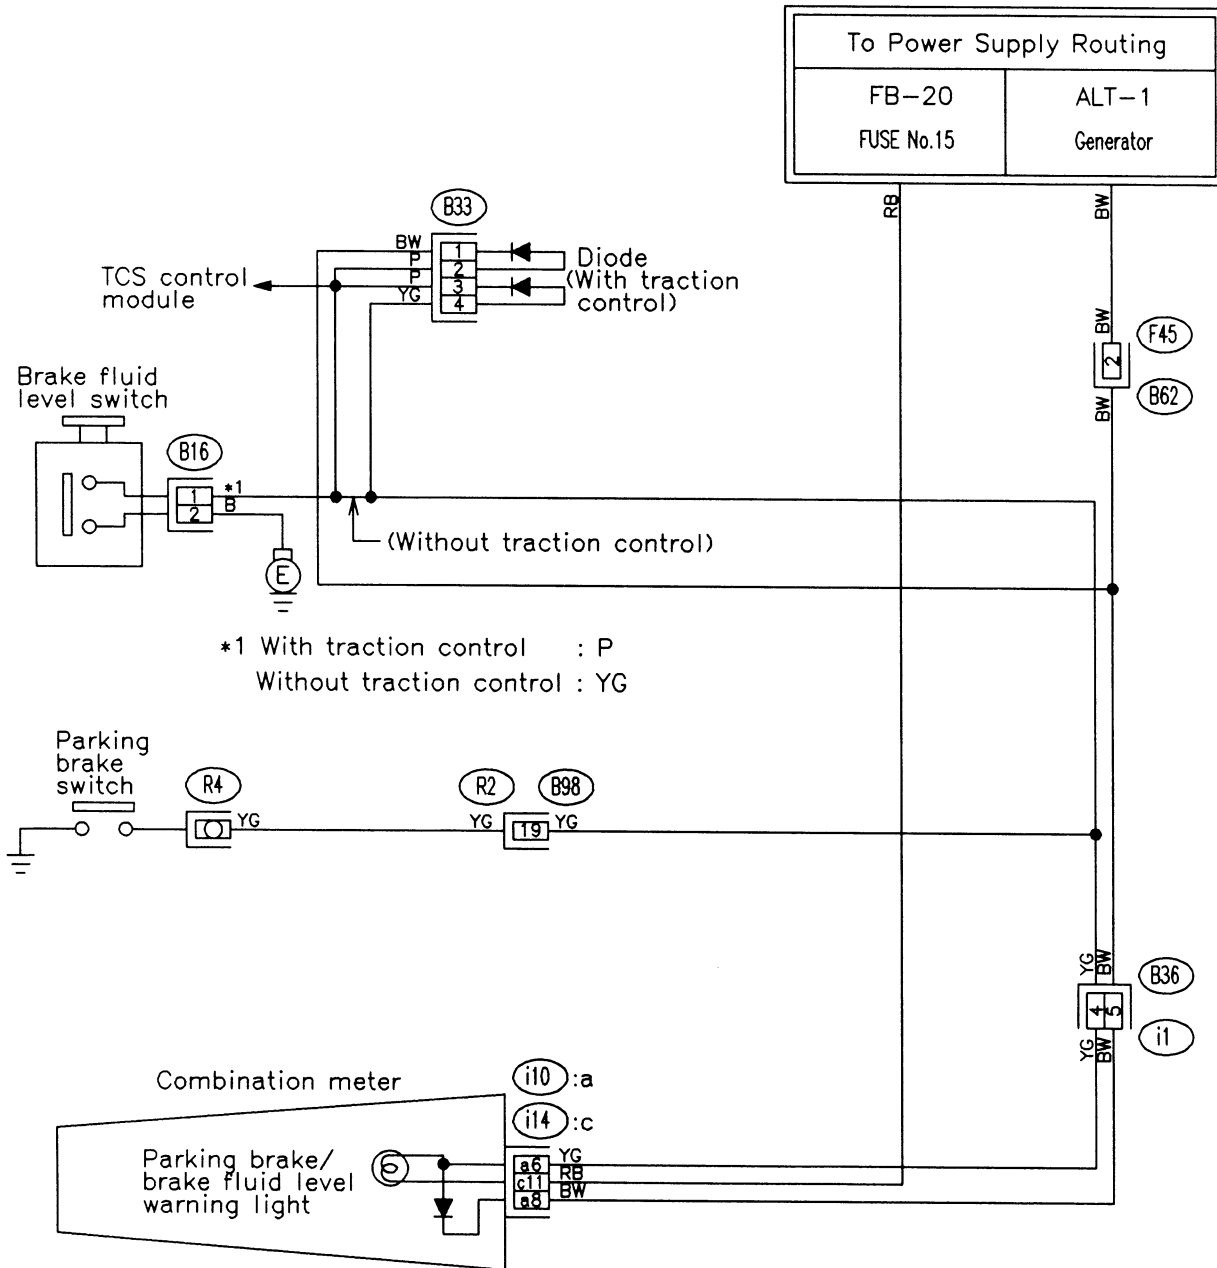 To Power Supply Routing
FB-20
FUSE No.15
ALT-1
Generator
RB
BW
B33
BW
P
P
YG
1
2
3
4
Diode
(With traction
control)
TCS control
module
BW
F45
2
B62
BW
Brake fluid
level switch
B16
1
2
*1
B
(Without traction control)
E
*1 With traction control : P
Without traction control : YG
Parking
brake
switch
R4
YG
R2
B98
YG
19
YG
YG
BW
B36
4
5
i1
YG
BW
Combination meter
i10 :a
i14 :c
Parking brake/
brake fluid level
warning light
a6
c11
a8
YG
RB
BW